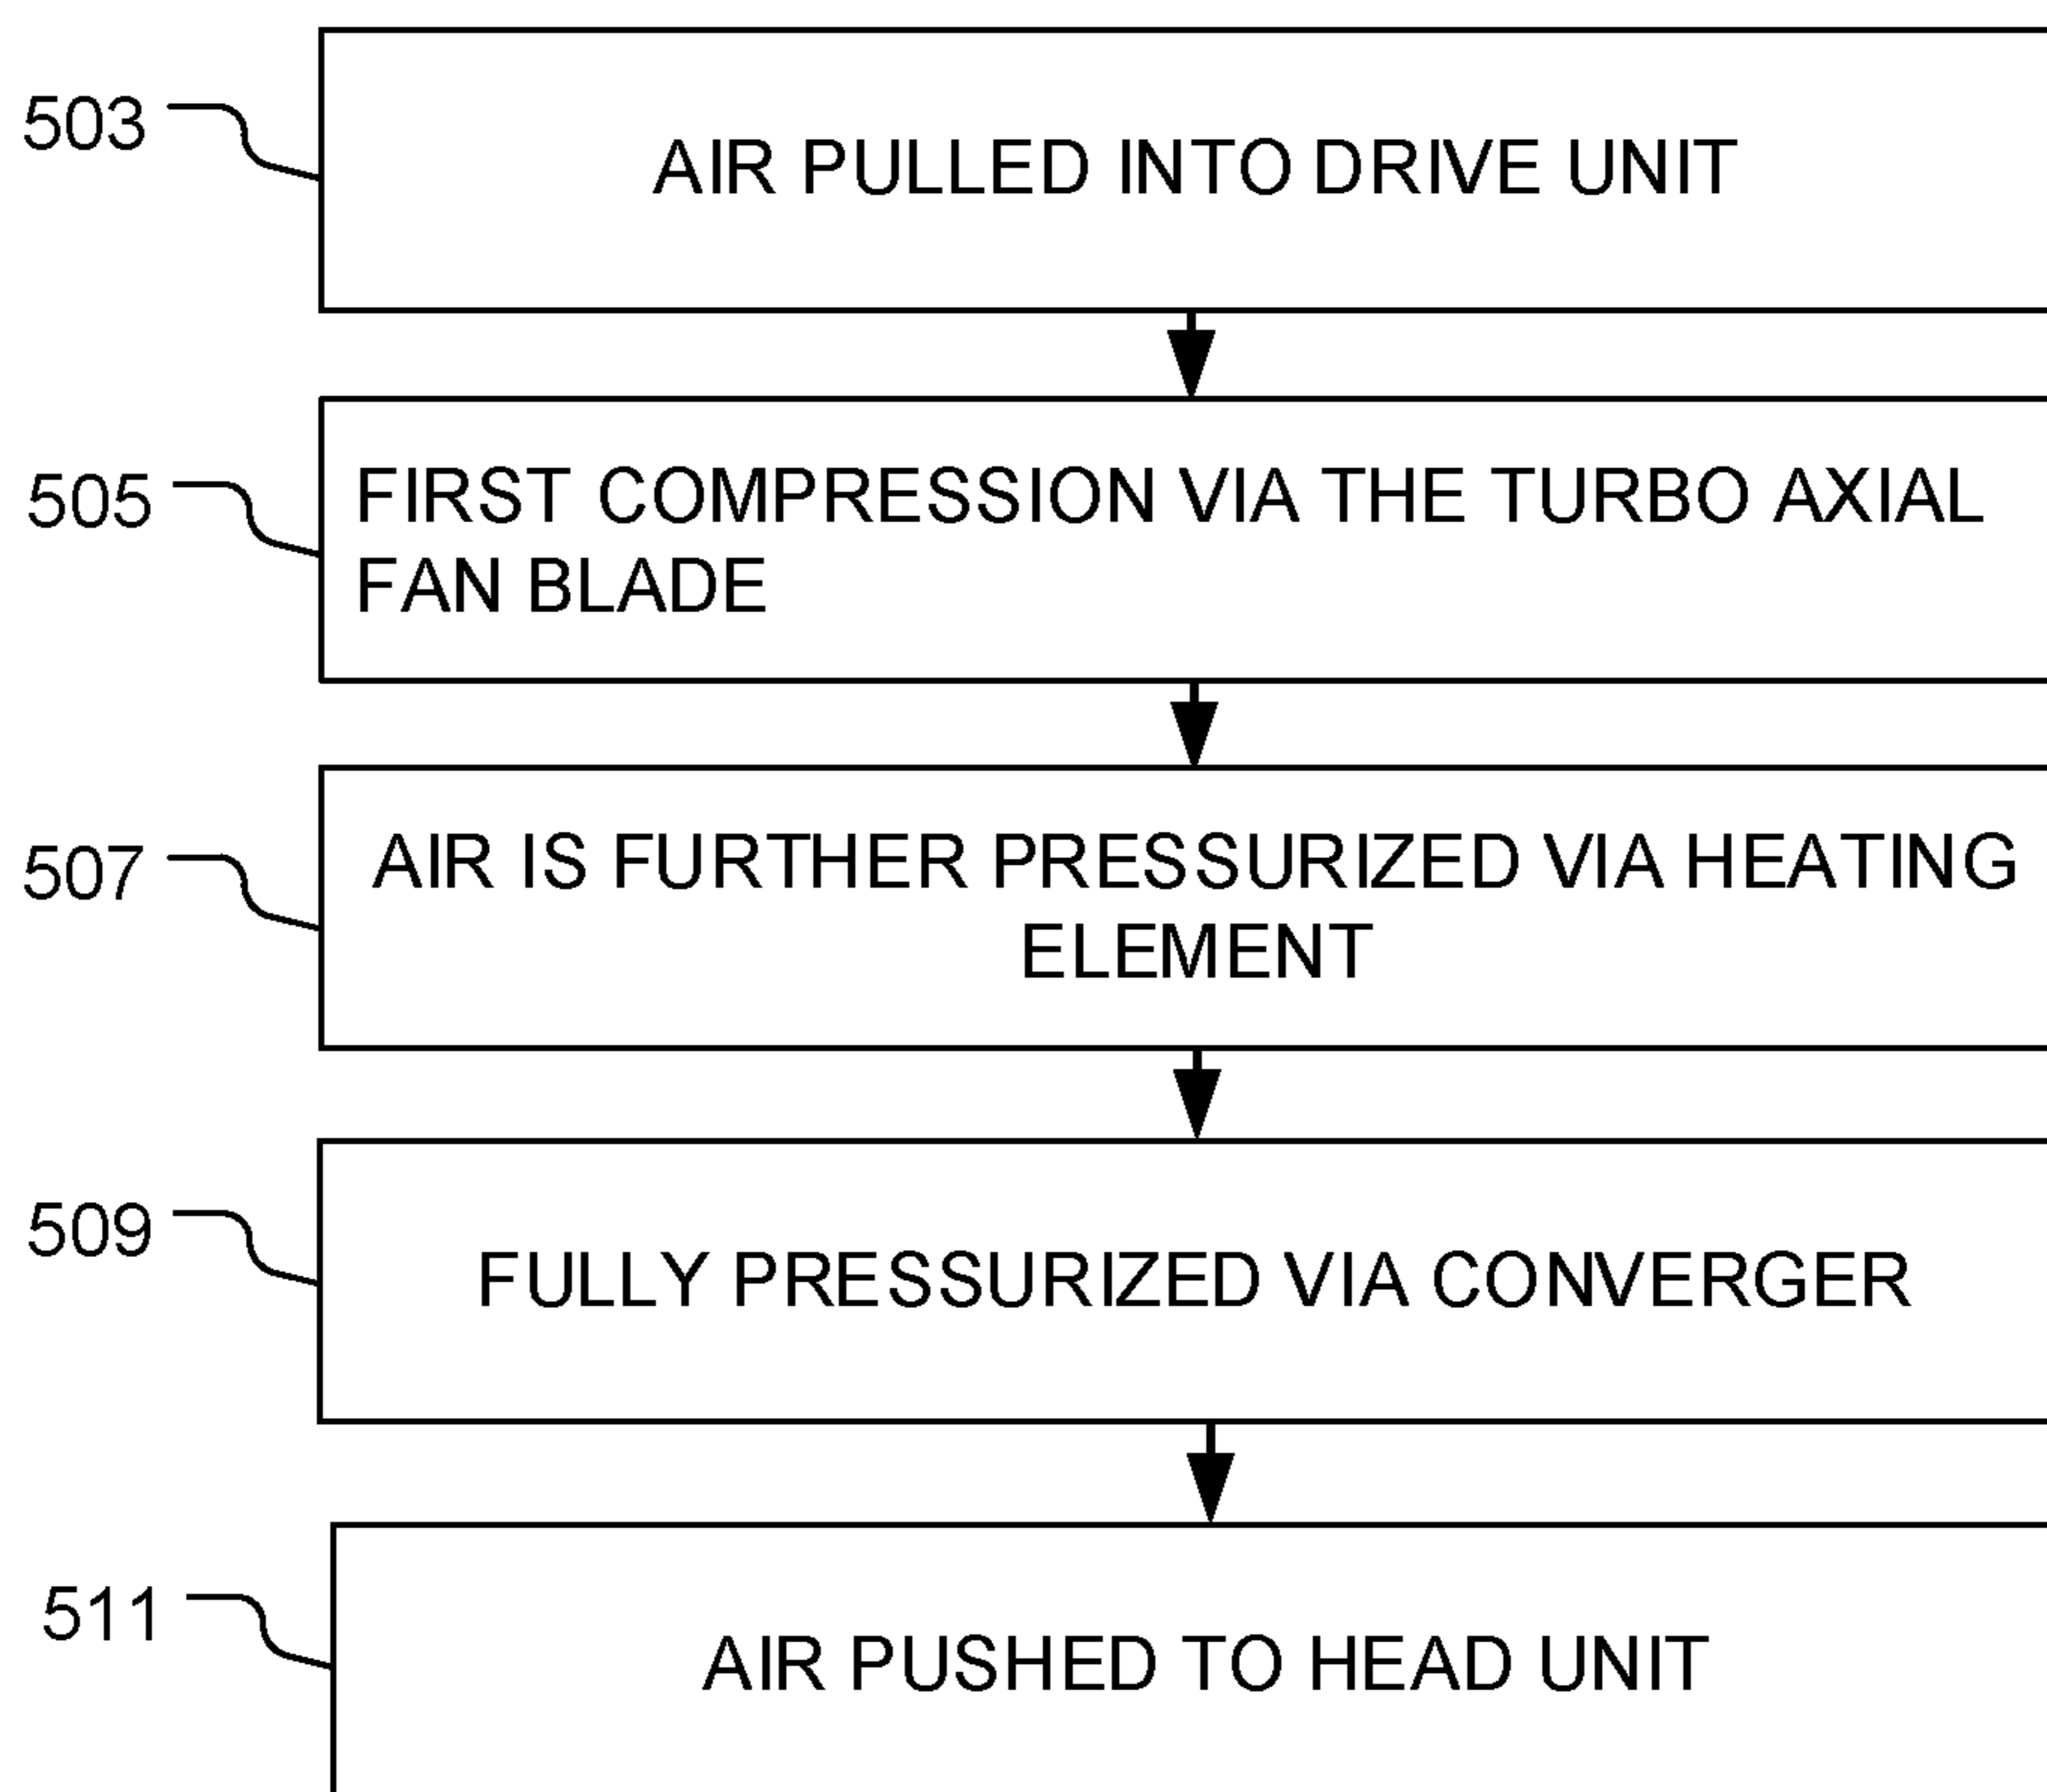 503
AIR PULLED INTO DRIVE UNIT
505
FIRST COMPRESSION VIA THE TURBO AXIAL
FAN BLADE
507
AIR IS FURTHER PRESSURIZED VIA HEATING
ELEMENT
509
FULLY PRESSURIZED VIA CONVERGER
511
AIR PUSHED TO HEAD UNIT